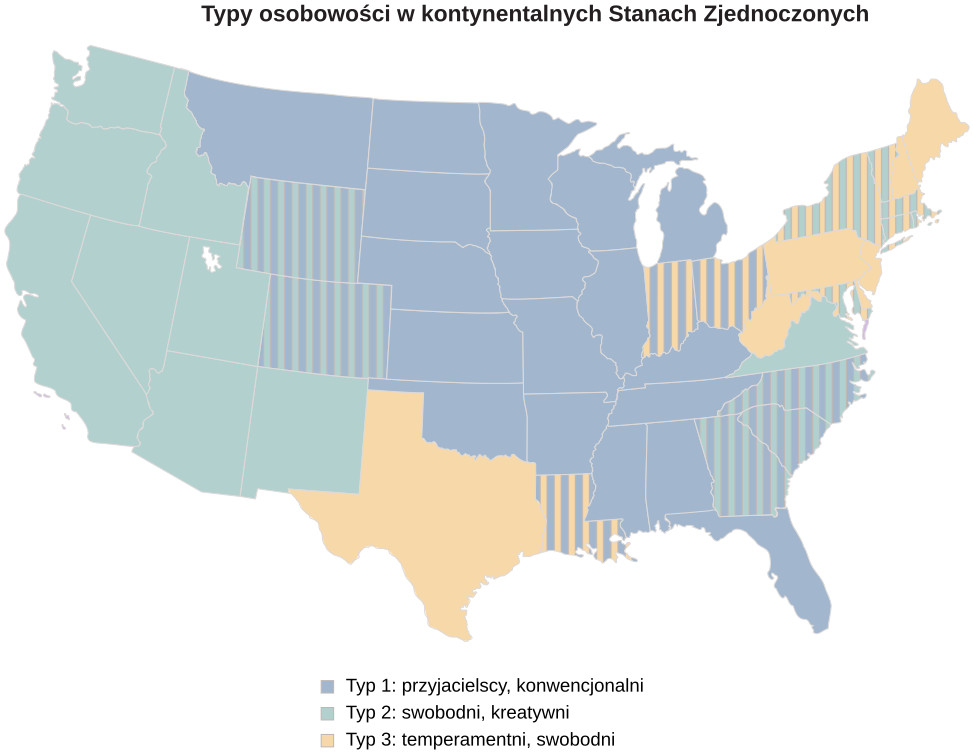 Typy osobowości w kontynentalnych Stanach Zjednoczonych
Typ 1: przyjacielscy, konwencjonalni
Typ 2: swobodni, kreatywni
Typ 3: temperamentni, swobodni